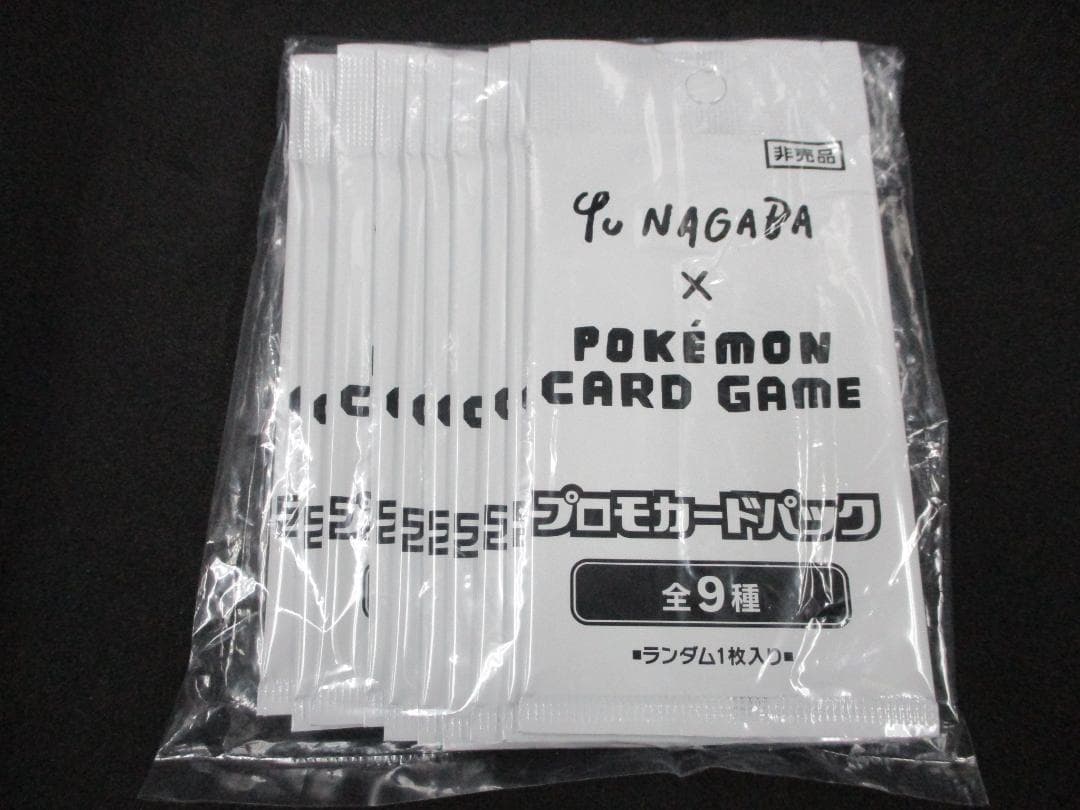 非売品
Yu NAGABA
×
POKÉMON
CARD GAME
プロモカードパック
全9種
■ランダム1枚入り■